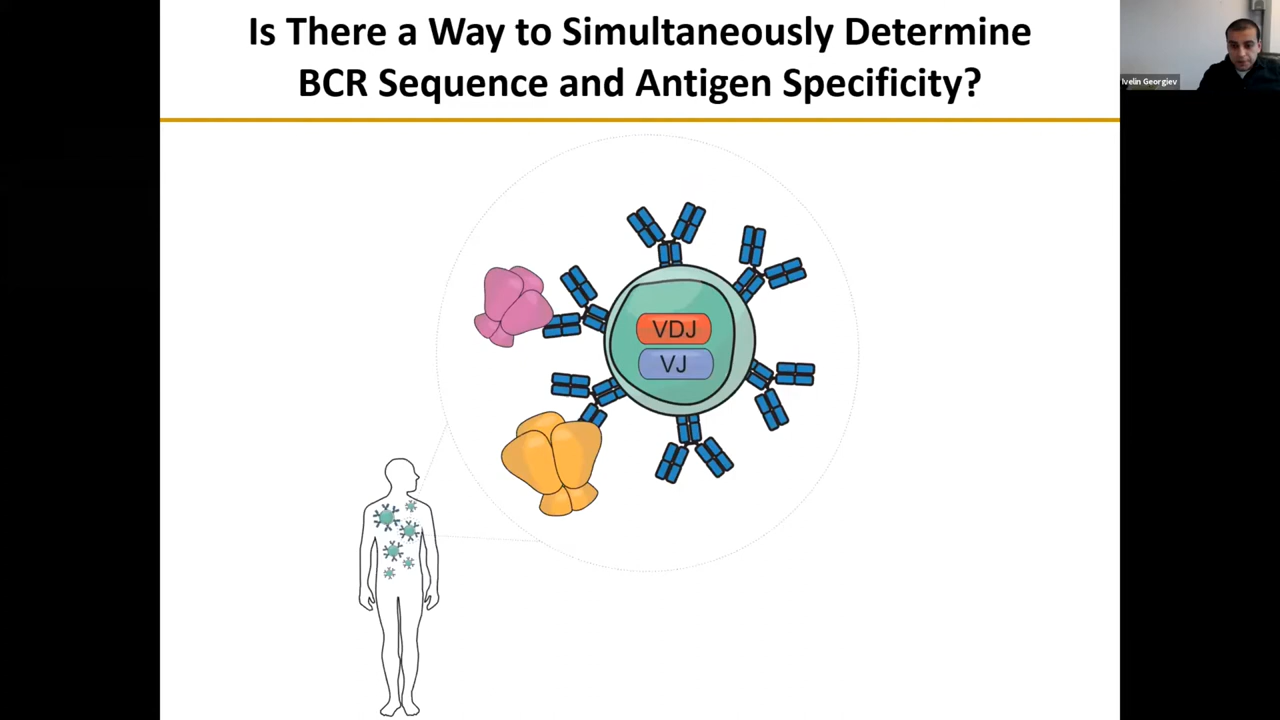 Is There a Way to Simultaneously Determine
BCR Sequence and Antigen Specificity?
Ivelin Georgiev
VDJ
VJ